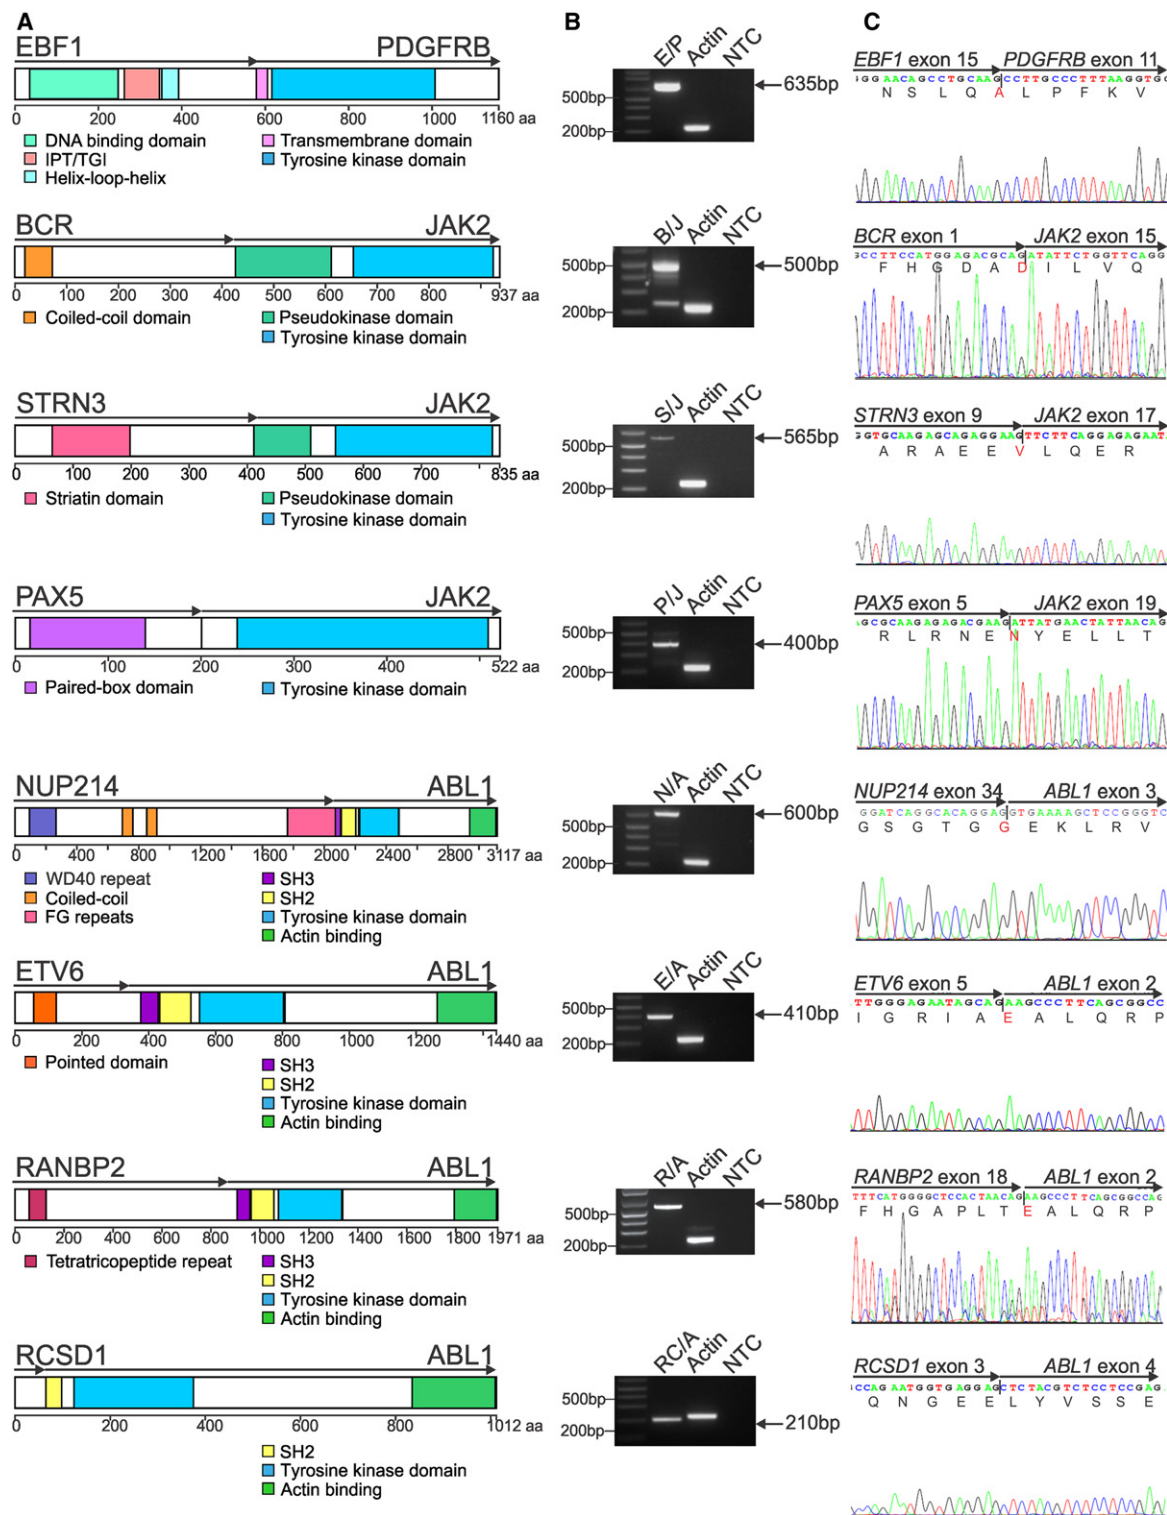 A
B
C
EBF1 PDGFRB
200 400 600 800 1000 1160 aa
DNA binding domain
IPT/TGI
Helix-loop-helix
Transmembrane domain
Tyrosine kinase domain
E/P Actin NTC
500bp
200bp
635bp
EBF1 exon 15 PDGFRB exon 11
GGAACAGCCTGCAAGCCTTGCCCTTTAAGGTG
N S L Q A L P F K V
BCR JAK2
0 100 200 300 400 500 600 700 800 937 aa
Coiled-coil domain
Pseudokinase domain
Tyrosine kinase domain
B/J Actin NTC
500bp
200bp
500bp
BCR exon 1 JAK2 exon 15
GCCTTCCATGGAGACGCAGATATTCTGGTTCAGG
F H G D A D I L V Q
STRN3 JAK2
0 100 200 300 400 500 600 700 835 aa
Striatin domain
Pseudokinase domain
Tyrosine kinase domain
S/J Actin NTC
500bp
200bp
565bp
STRN3 exon 9 JAK2 exon 17
GGTGCAAGAGCAGAGGAAGTTCTTCAGGAGAGAAT
A R A E E V L Q E R
PAX5 JAK2
100 200 300 400 522 aa
Paired-box domain
Tyrosine kinase domain
P/J Actin NTC
500bp
200bp
400bp
PAX5 exon 5 JAK2 exon 19
GCGCAAGAGAGACGAAGATTATGAACTATTAACAG
R L R N E N Y E L L T
NUP214 ABL1
0 400 800 1200 1600 2000 2400 2800 3117 aa
WD40 repeat
Coiled-coil
FG repeats
SH3
SH2
Tyrosine kinase domain
Actin binding
N/A Actin NTC
500bp
200bp
600bp
NUP214 exon 34 ABL1 exon 3
GGATCAGGCACAGGAGGTGAAAAGCTCCGGGTC
G S G T G G E K L R V
ETV6 ABL1
0 200 400 600 800 1000 1200 1440 aa
Pointed domain
SH3
SH2
Tyrosine kinase domain
Actin binding
E/A Actin NTC
500bp
200bp
410bp
ETV6 exon 5 ABL1 exon 2
TTGGGAGAATAGCAGAAGCCCTTCAGCGGCC
I G R I A E A L Q R P
RANBP2 ABL1
0 200 400 600 800 1000 1200 1400 1600 1800 1971 aa
Tetratricopeptide repeat
SH3
SH2
Tyrosine kinase domain
Actin binding
R/A Actin NTC
500bp
200bp
580bp
RANBP2 exon 18 ABL1 exon 2
TTTCATGGGGCTCCACTAACAGAAGCCCTTCAGCGGCCAG
F H G A P L T E A L Q R P
RCSD1 ABL1
0 200 400 600 800 1012 aa
SH2
Tyrosine kinase domain
Actin binding
RC/A Actin NTC
500bp
200bp
210bp
RCSD1 exon 3 ABL1 exon 4
CCAGAATGGTGAGGAGCTCTACGTCTCCTCCGAG
Q N G E E L Y V S S E